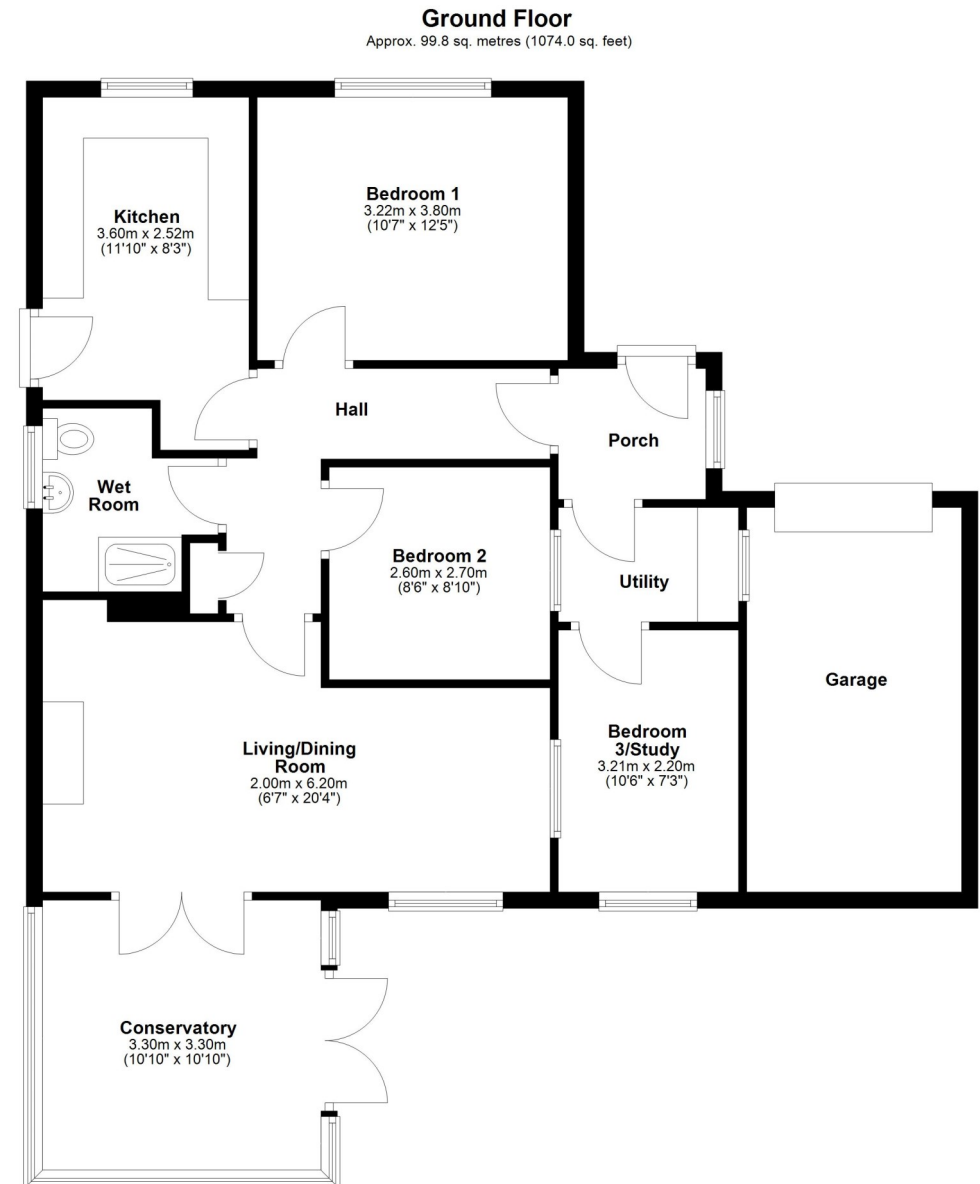 Ground Floor
Approx. 99.8 sq. metres (1074.0 sq. feet)
Kitchen
3.60m x 2.52m
(11'10" x 8'3")
Bedroom 1
3.22m x 3.80m
(10'7" x 12'5")
Hall
Porch
Wet
Room
Bedroom 2
2.60m x 2.70m
(8'6" x 8'10")
Utility
Garage
Living/Dining
Room
2.00m x 6.20m
(6'7" x 20'4")
Bedroom
3/Study
3.21m x 2.20m
(10'6" x 7'3")
Conservatory
3.30m x 3.30m
(10'10" x 10'10")